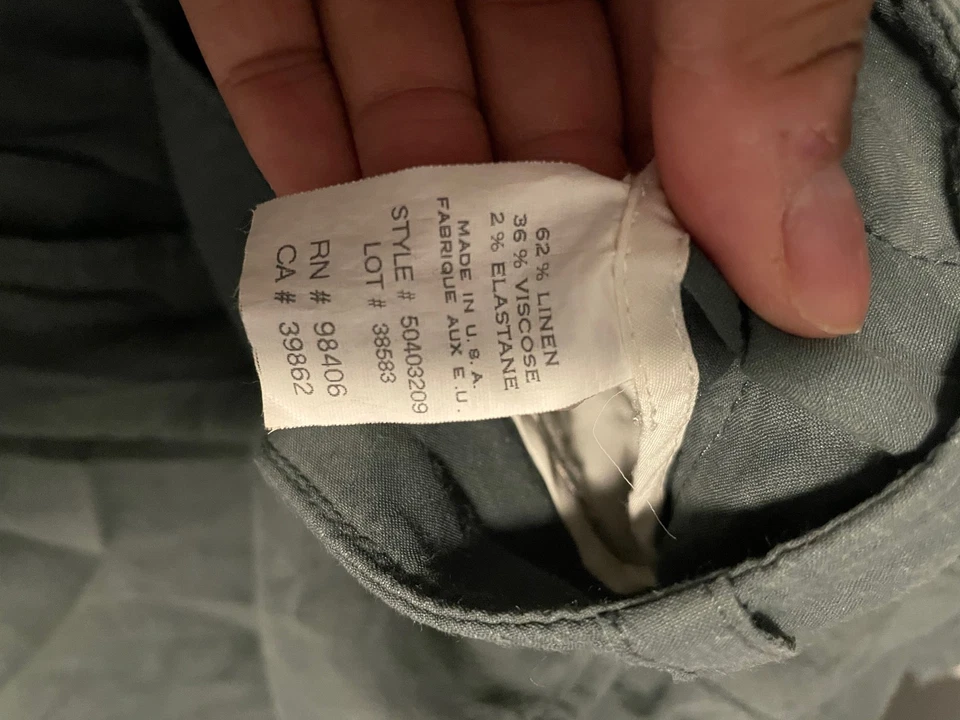 62 % LINEN
36 % VISCOSE
2 % ELASTANE
MADE IN U.S.A.
FABRIQUE AUX E.U.
STYLE # 50403209
LOT # 38583
RN # 98406
CA # 39862